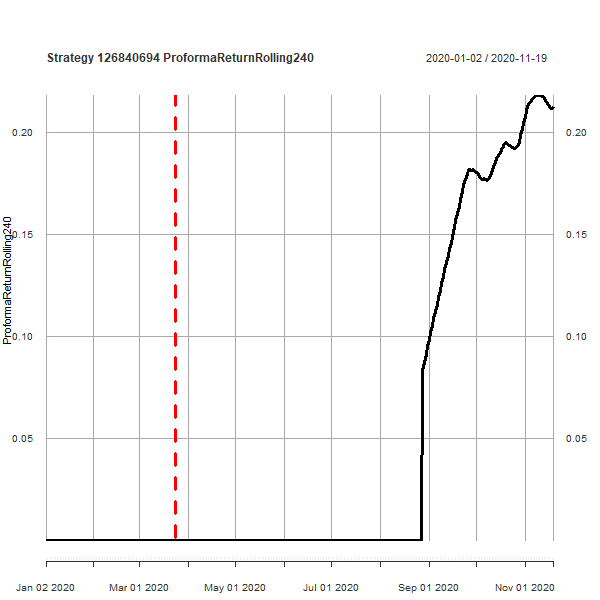 Strategy 126840694 ProformaReturnRolling240
2020-01-02 / 2020-11-19
0.20
0.20
0.15
0.15
ProformaReturnRolling240
0.10
0.10
0.05
0.05
Jan 02 2020
Mar 01 2020
May 01 2020
Jul 01 2020
Sep 01 2020
Nov 01 2020